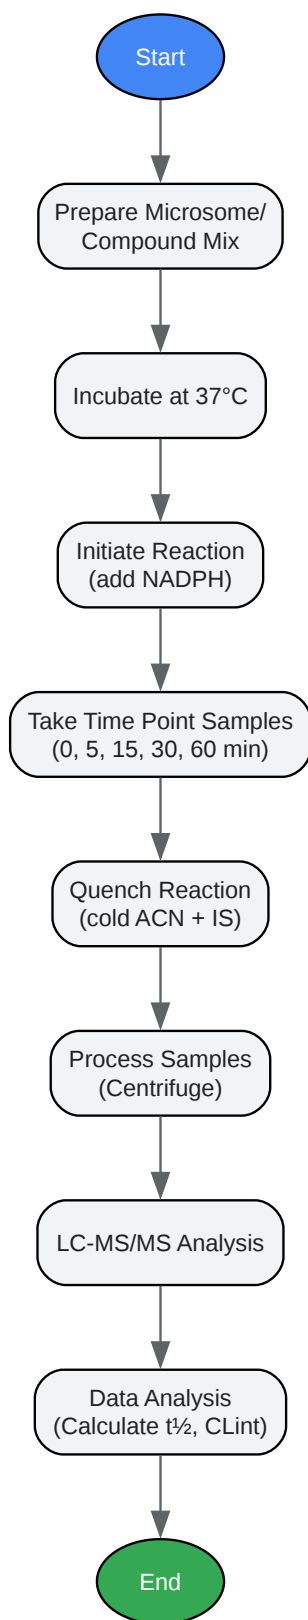 Start
Prepare Microsome/
Compound Mix
Incubate at 37°C
Initiate Reaction
(add NADPH)
Take Time Point Samples
(0, 5, 15, 30, 60 min)
Quench Reaction
(cold ACN + IS)
Process Samples
(Centrifuge)
LC-MS/MS Analysis
Data Analysis
(Calculate t½, CLint)
End